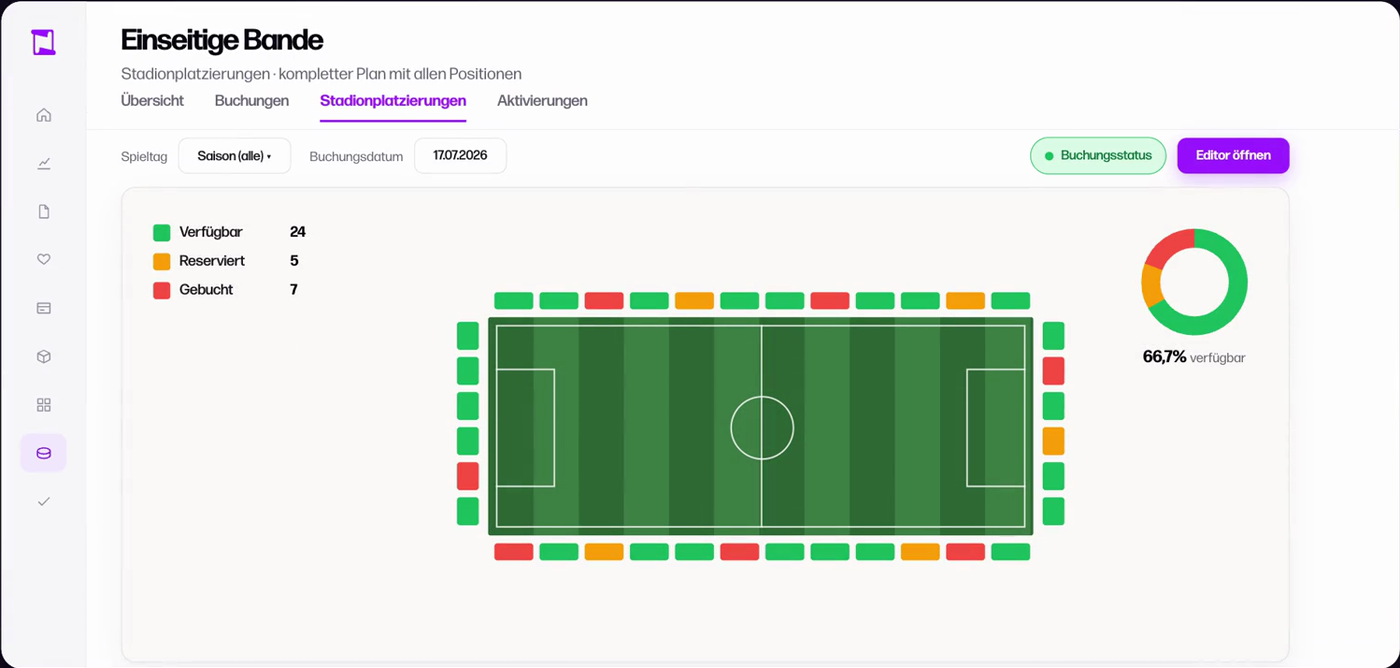 Einseitige Bande
Stadionplatzierungen · kompletter Plan mit allen Positionen
Übersicht Buchungen Stadionplatzierungen Aktivierungen
Spieltag Saison (alle) ▾ Buchungsdatum 17.07.2026 Buchungsstatus Editor öffnen
Verfügbar 24
Reserviert 5
Gebucht 7
66,7% verfügbar